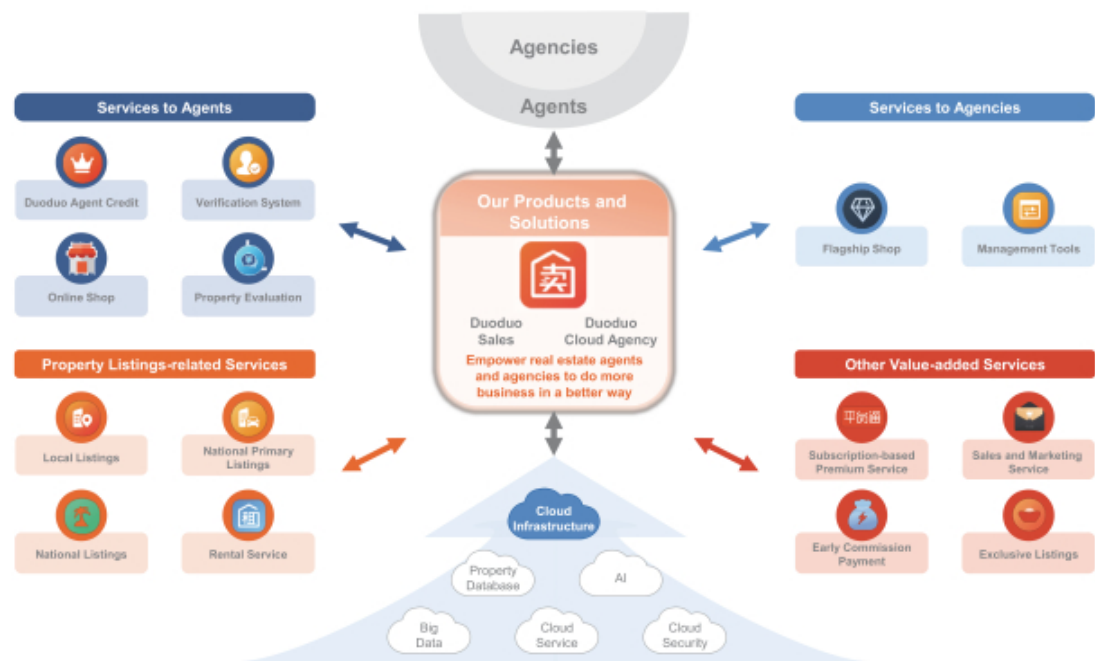 Agencies
Agents
Services to Agents
Duoduo Agent Credit
Verification System
Online Shop
Property Evaluation
Property Listings-related Services
Local Listings
National Primary
Listings
National Listings
租
Rental Service
Our Products and
Solutions
卖
Duoduo
Sales
Duoduo
Cloud Agency
Empower real estate agents
and agencies to do more
business in a better way
Cloud
Infrastructure
Property
Database
AI
Big
Data
Cloud
Service
Cloud
Security
Services to Agencies
Flagship Shop
Management Tools
Other Value-added Services
Subscription-based
Premium Service
Sales and Marketing
Service
Early Commission
Payment
Exclusive Listings